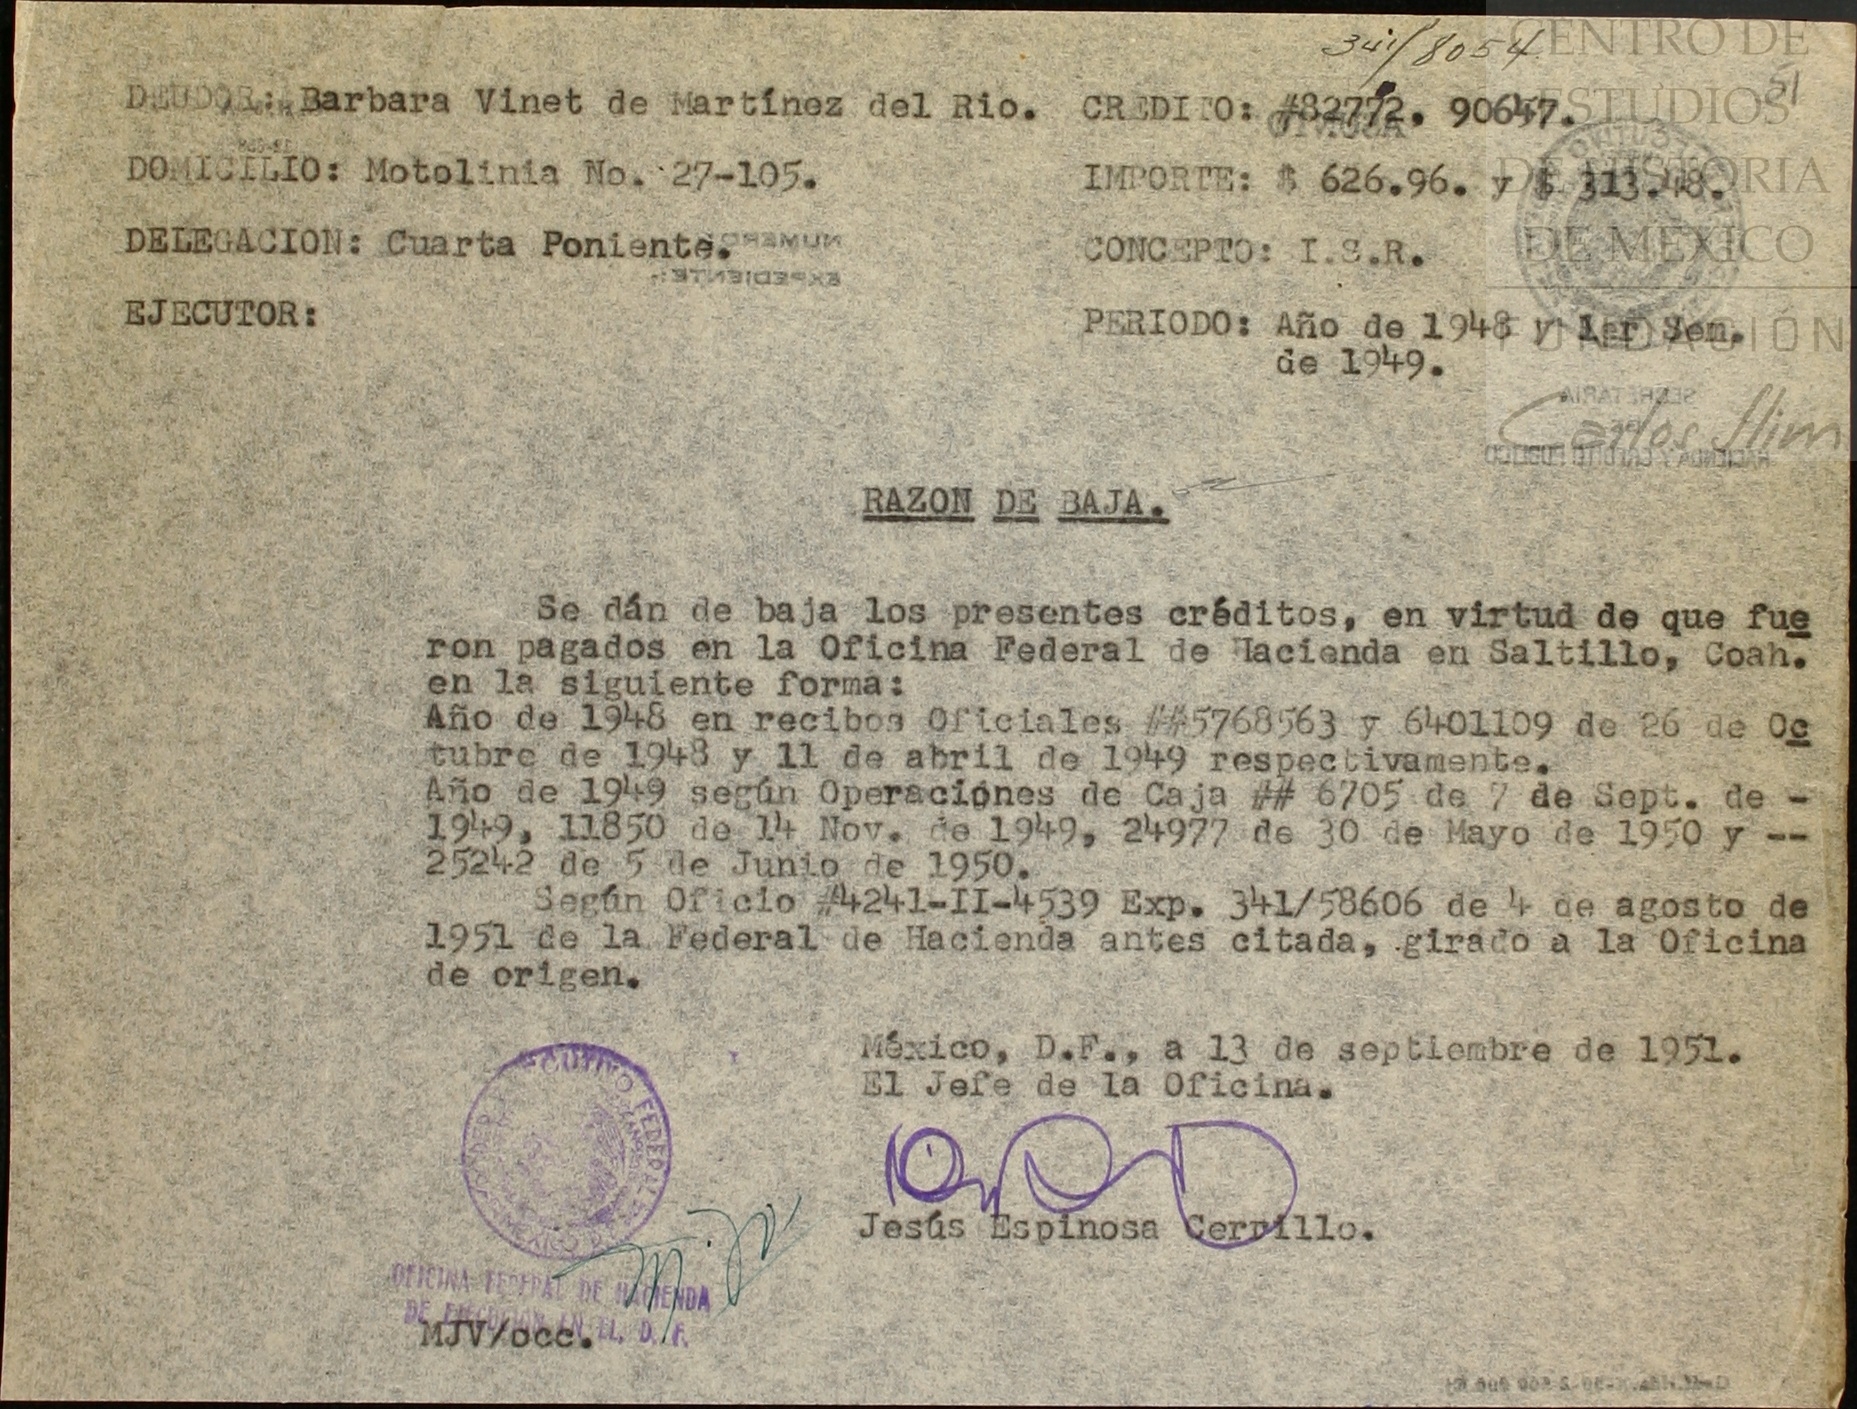 341/8054
51
DEUDOR: Barbara Vinet de Martínez del Rio. CREDITO: #82772. 90647.
DOMICILIO: Motolinia No. 27-105. IMPORTE: $ 626.96. y $ 313.48.
DELEGACION: Cuarta Poniente. CONCEPTO: I.S.R.
NUMERO
EXPEDIENTE:
EJECUTOR: PERIODO: Año de 1948 y 1er Sem.
de 1949.
CENTRO DE
ESTUDIOS
DE HISTORIA
DE MÉXICO
FUNDACIÓN
Carlos Slim
SECRETARIA
DE
HACIENDA Y CREDITO PUBLICO
RAZON DE BAJA.
Se dán de baja los presentes créditos, en virtud de que fue
ron pagados en la Oficina Federal de Hacienda en Saltillo, Coah.
en la siguiente forma:
Año de 1948 en recibos Oficiales ##5768563 y 6401109 de 26 de Oc
tubre de 1948 y 11 de abril de 1949 respectivamente.
Año de 1949 según Operaciónes de Caja ## 6705 de 7 de Sept. de -
1949, 11850 de 14 Nov. de 1949, 24977 de 30 de Mayo de 1950 y --
25242 de 5 de Junio de 1950.
Según Oficio #4241-II-4539 Exp. 341/58606 de 4 de agosto de
1951 de la Federal de Hacienda antes citada, girado a la Oficina
de origen.
México, D.F., a 13 de septiembre de 1951.
El Jefe de la Oficina.
Jesús Espinosa Cerrillo.
OFICINA FEDERAL DE HACIENDA
DE EJECUCION EN EL D. F.
MJV/occ.